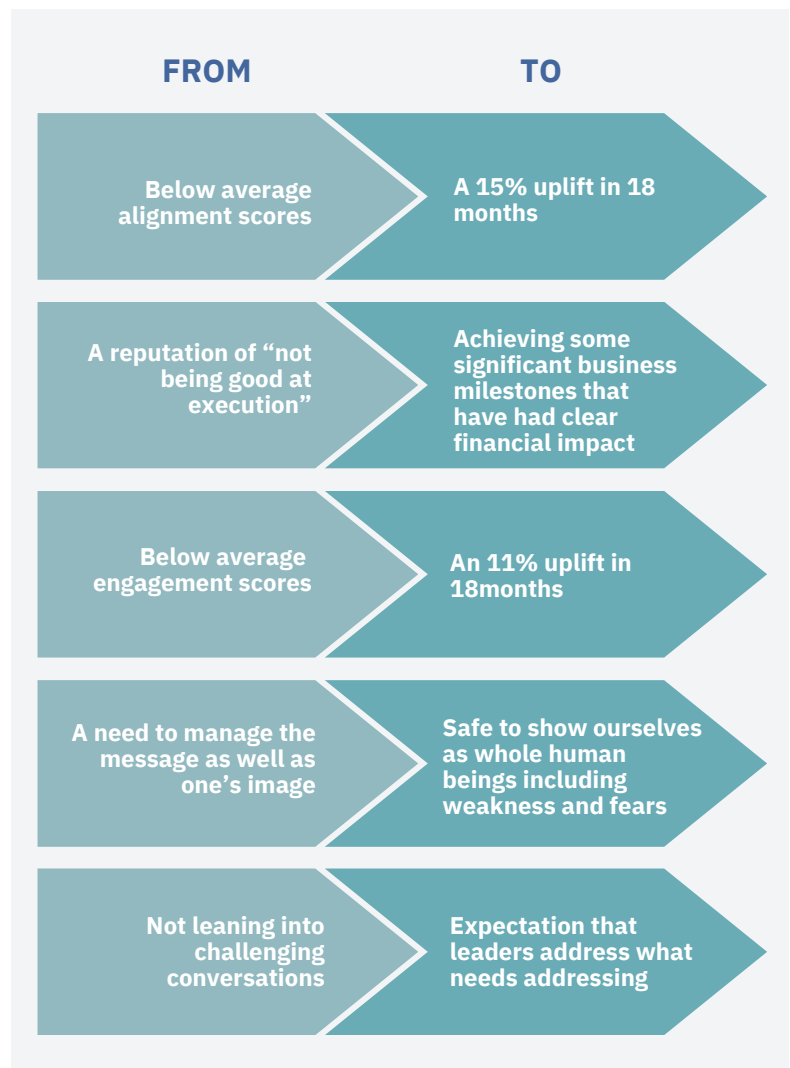 FROM
TO
Below average
alignment scores
A 15% uplift in 18
months
A reputation of “not
being good at
execution”
Achieving some
significant business
milestones that
have had clear
financial impact
Below average
engagement scores
An 11% uplift in
18months
A need to manage the
message as well as
one’s image
Safe to show ourselves
as whole human
beings including
weakness and fears
Not leaning into
challenging
conversations
Expectation that
leaders address what
needs addressing